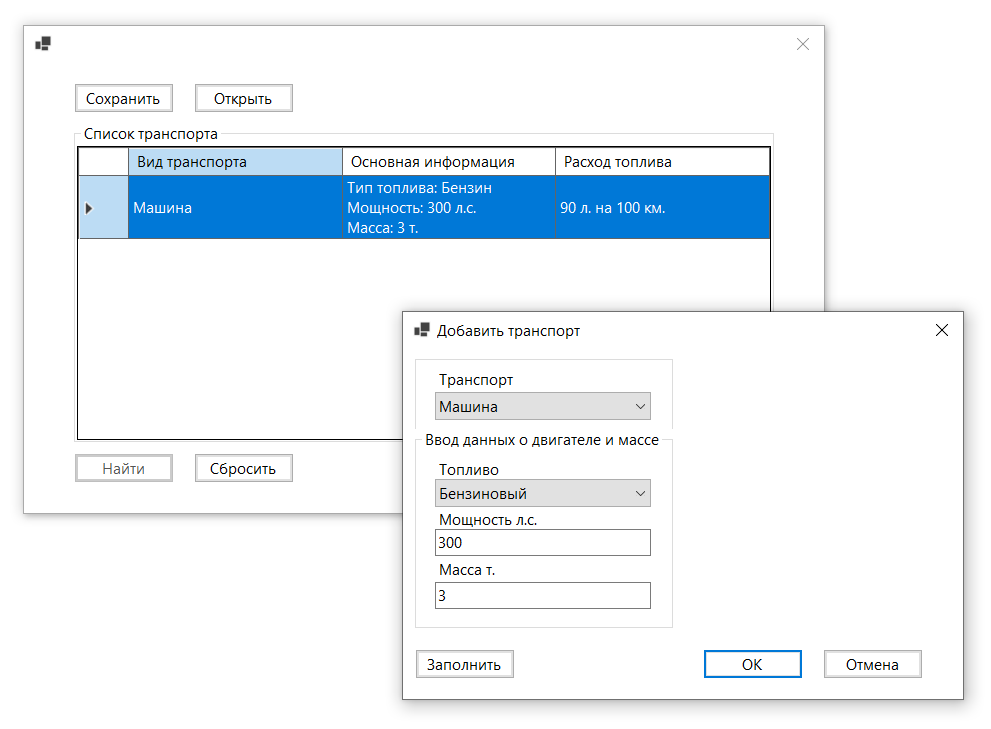 Сохранить
Открыть
Список транспорта
Вид транспорта
Основная информация
Расход топлива
Машина
Тип топлива: Бензин
Мощность: 300 л.с.
Масса: 3 т.
90 л. на 100 км.
Найти
Сбросить
Добавить транспорт
Транспорт
Машина
Ввод данных о двигателе и массе
Топливо
Бензиновый
Мощность л.с.
300
Масса т.
3
Заполнить
ОК
Отмена